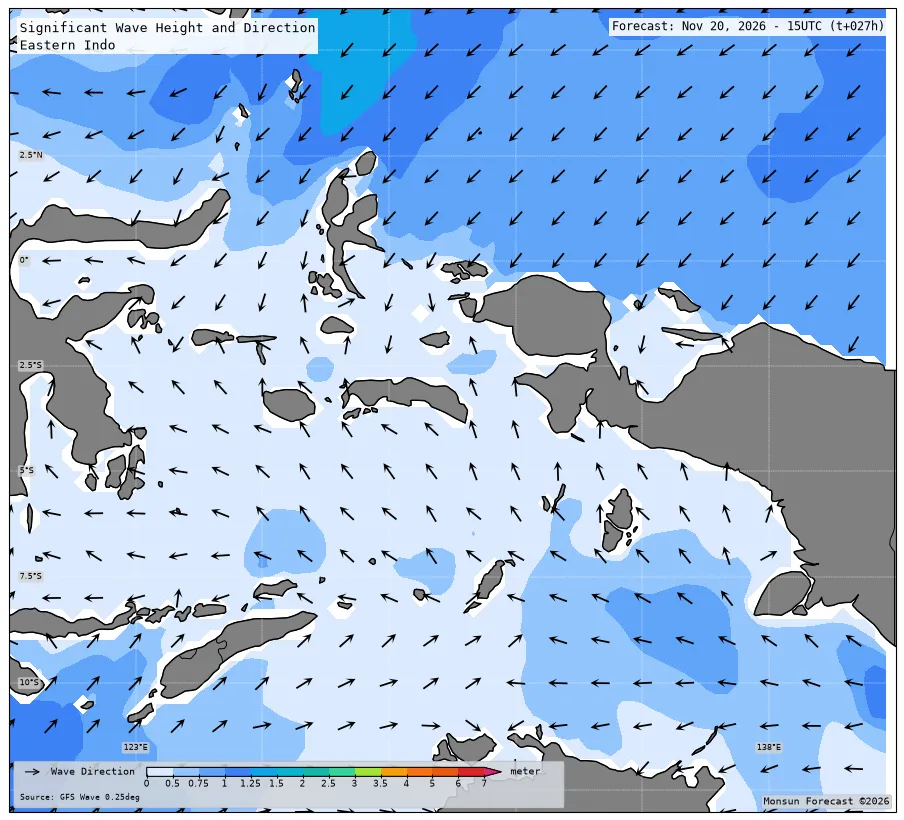 Significant Wave Height and Direction
Eastern Indo
Forecast: Nov 20, 2026 - 15UTC (t+027h)
2.5°N
0°
2.5°S
5°S
7.5°S
10°S
123°E
138°E
Wave Direction
meter
0 0.5 0.75 1 1.25 1.5 2 2.5 3 3.5 4 5 6 7
Source: GFS Wave 0.25deg
Monsun Forecast ©2026